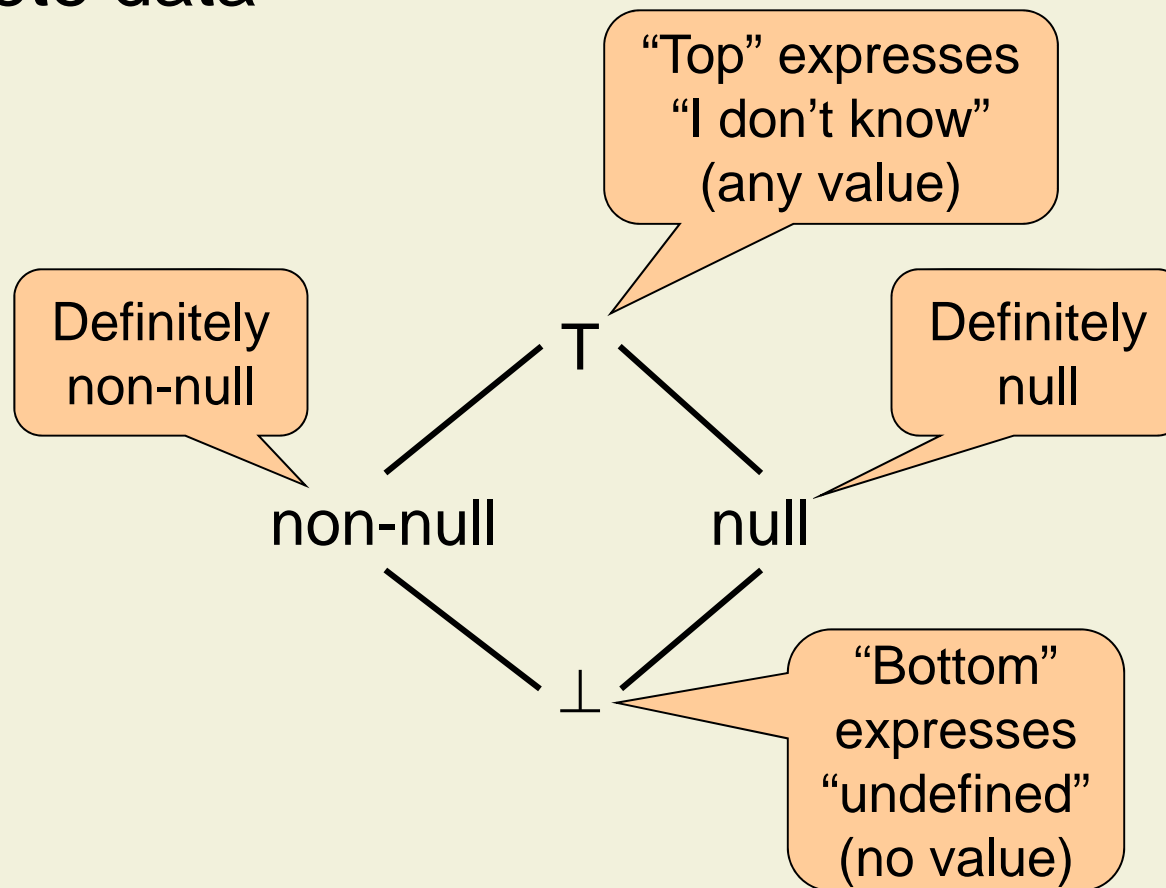 “Top” expresses
“I don’t know”
(any value)
Definitely
non-null
Definitely
null
⊤
non-null
null
⊥
“Bottom”
expresses
“undefined”
(no value)